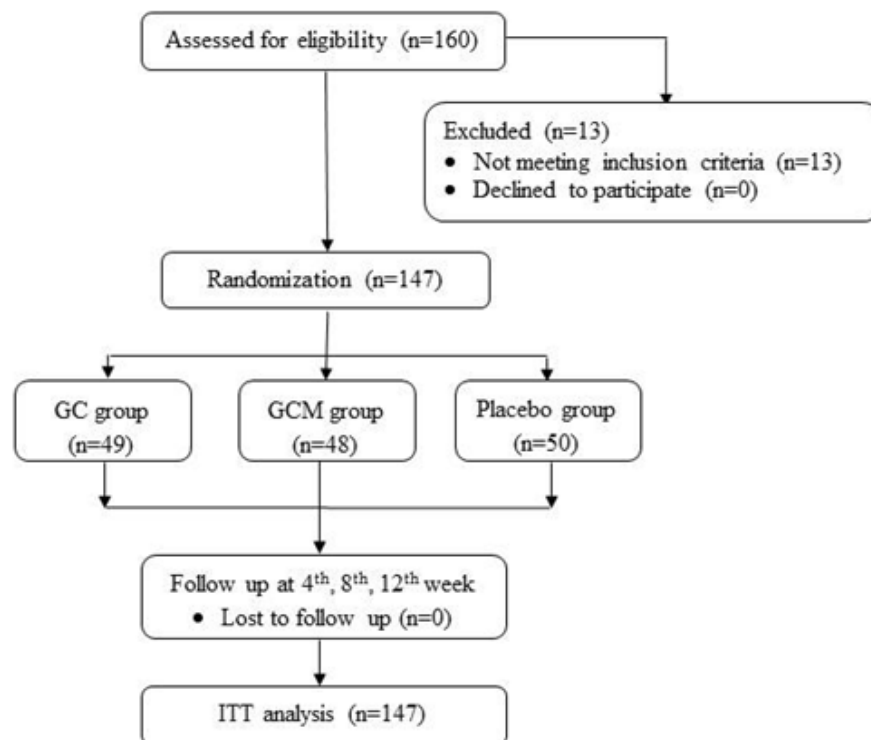 Assessed for eligibility (n=160)
Excluded (n=13)
• Not meeting inclusion criteria (n=13)
• Declined to participate (n=0)
Randomization (n=147)
GC group
(n=49)
GCM group
(n=48)
Placebo group
(n=50)
Follow up at 4th, 8th, 12th week
• Lost to follow up (n=0)
ITT analysis (n=147)